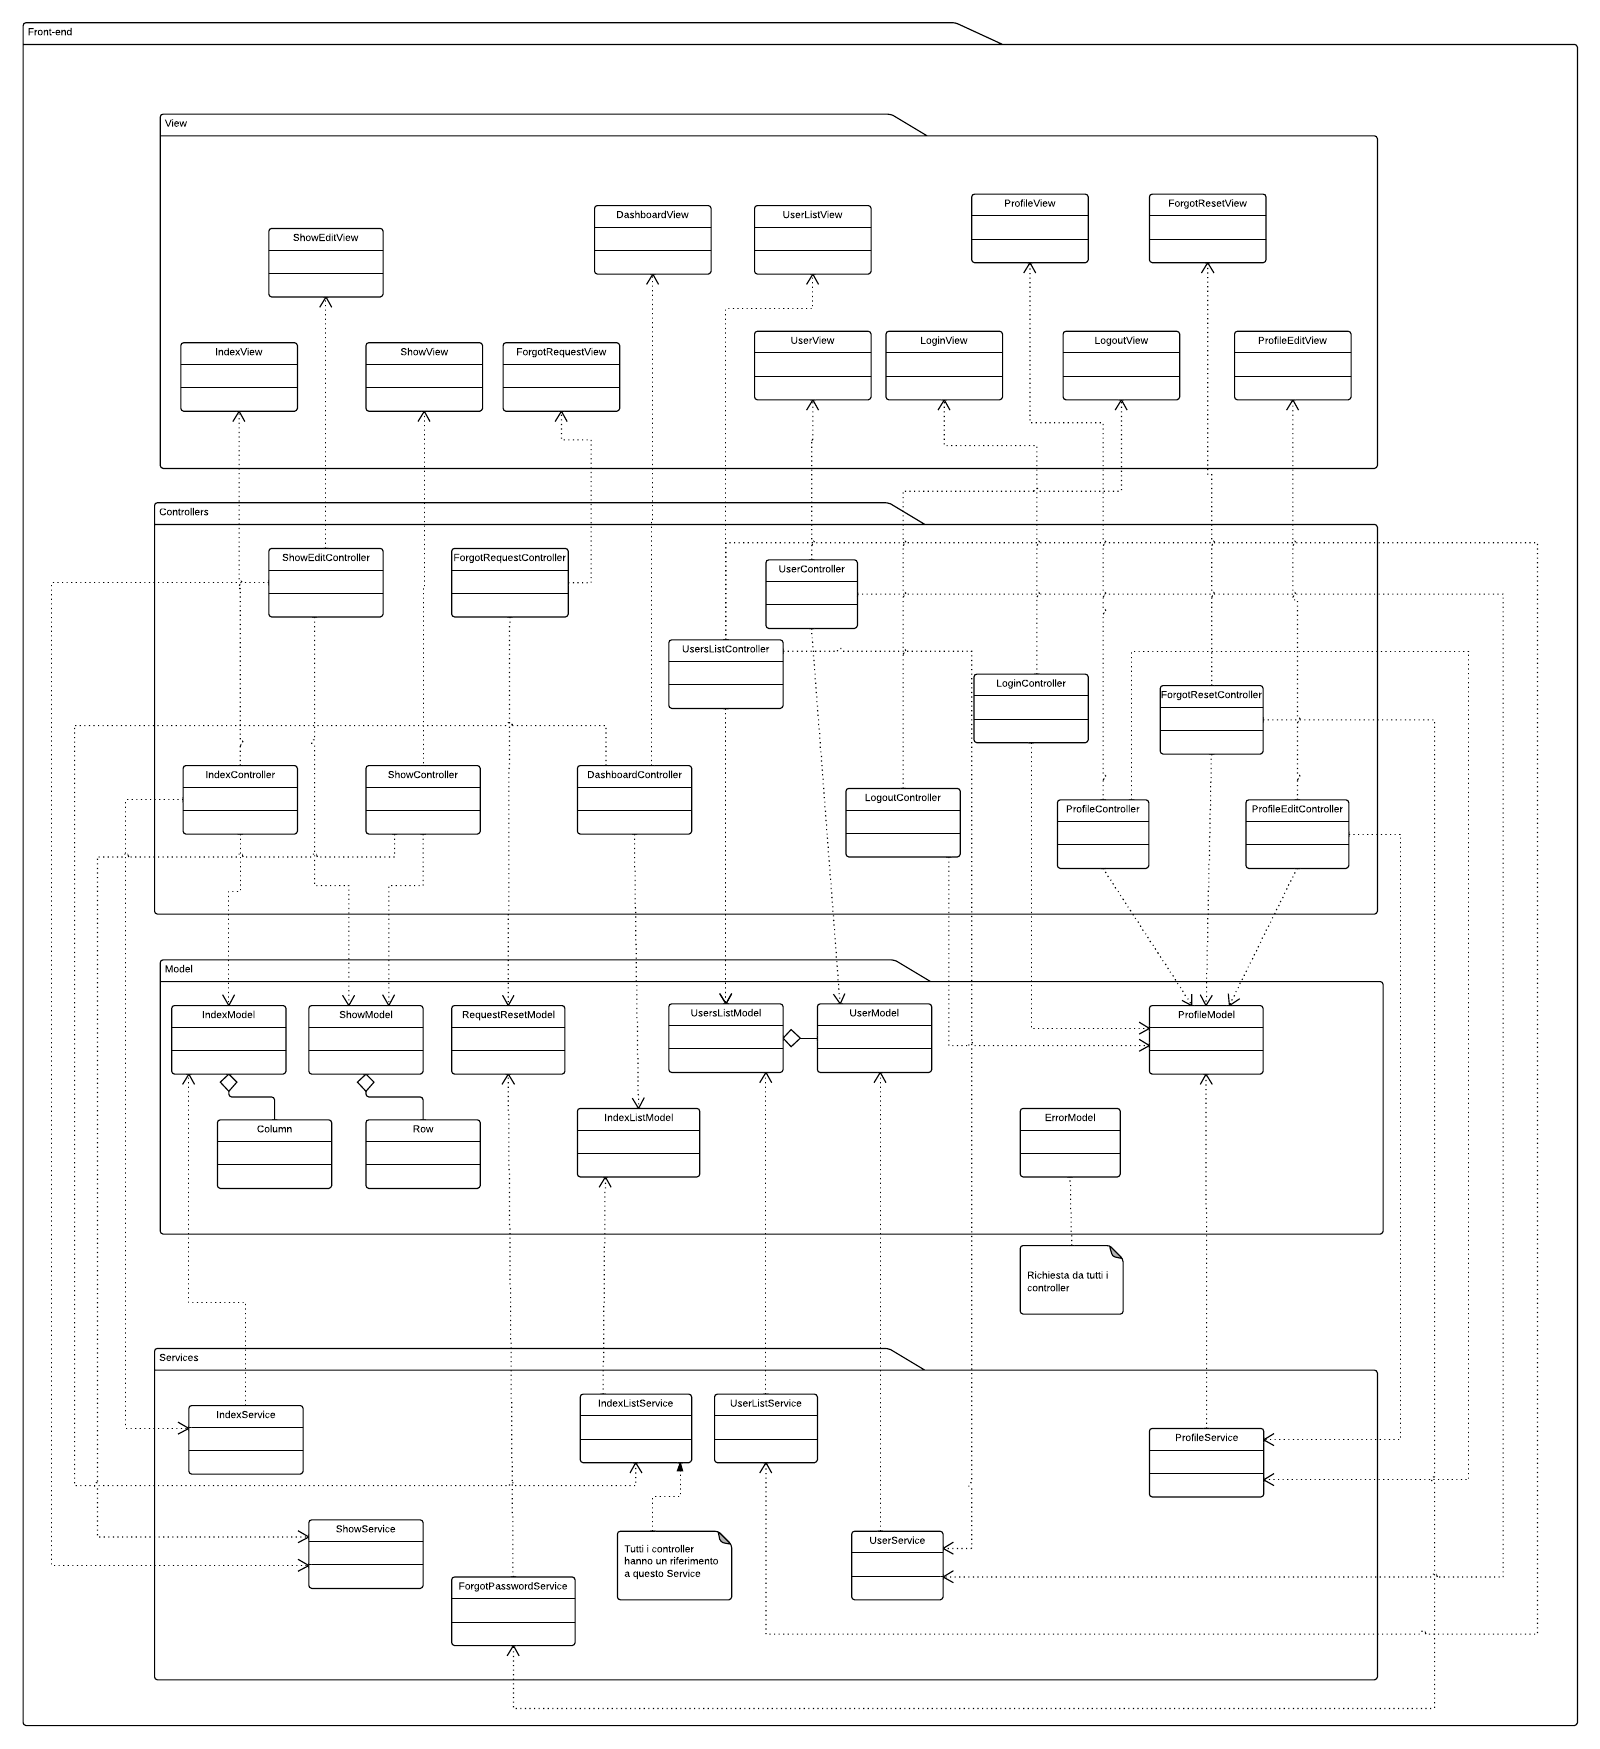 Front-end
View
ProfileView
ForgotResetView
DashboardView
UserListView
ShowEditView
UserView
LoginView
LogoutView
ProfileEditView
IndexView
ShowView
ForgotRequestView
Controllers
ShowEditController
ForgotRequestController
UserController
UsersListController
LoginController
ForgotResetController
IndexController
ShowController
DashboardController
LogoutController
ProfileController
ProfileEditController
Model
IndexModel
ShowModel
RequestResetModel
UsersListModel
UserModel
ProfileModel
IndexListModel
ErrorModel
Column
Row
Richiesta da tutti i
controller
Services
IndexListService
UserListService
IndexService
ProfileService
ShowService
UserService
Tutti i controller
hanno un riferimento
a questo Service
ForgotPasswordService